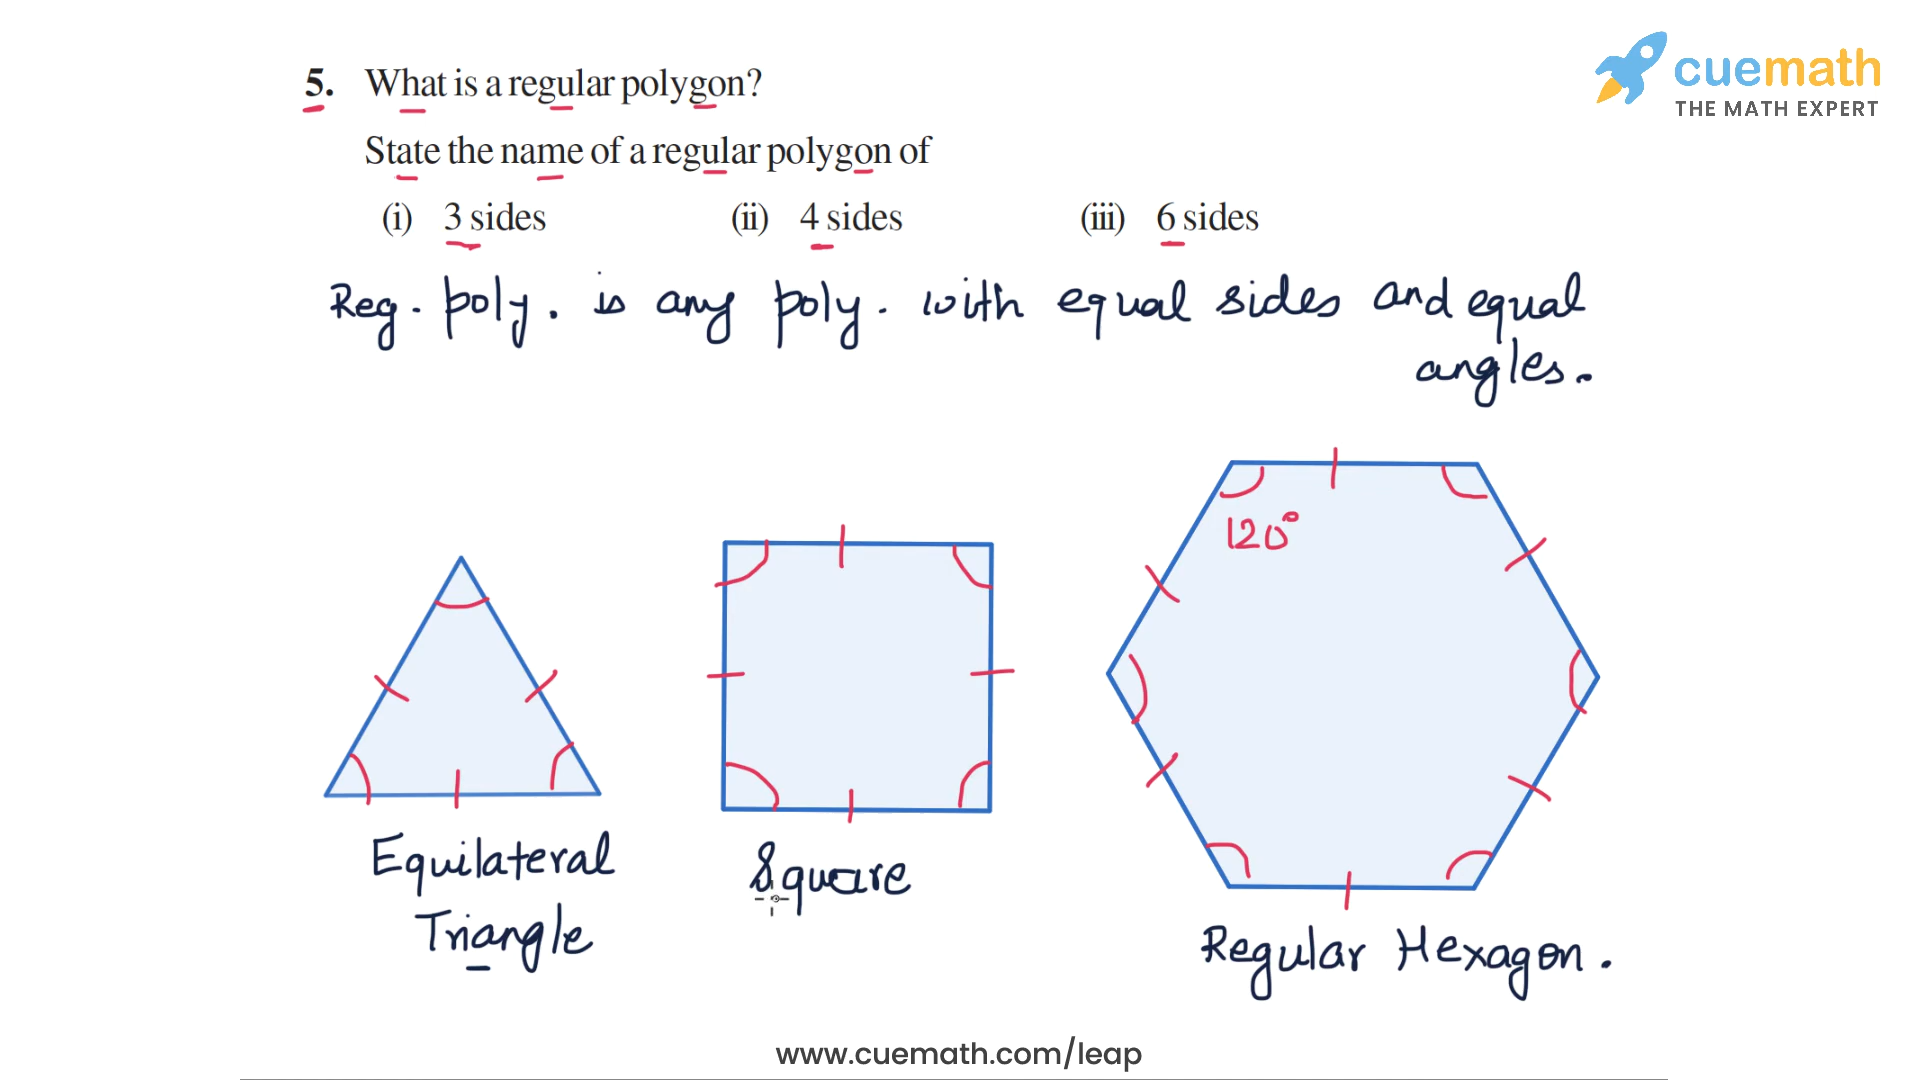 5. What is a regular polygon?
cuemath
THE MATH EXPERT
State the name of a regular polygon of
(i) 3 sides (ii) 4 sides (iii) 6 sides
Reg. poly. is any poly. with equal sides and equal
angles.
120°
Equilateral
Triangle
Square
Regular Hexagon.
www.cuemath.com/leap